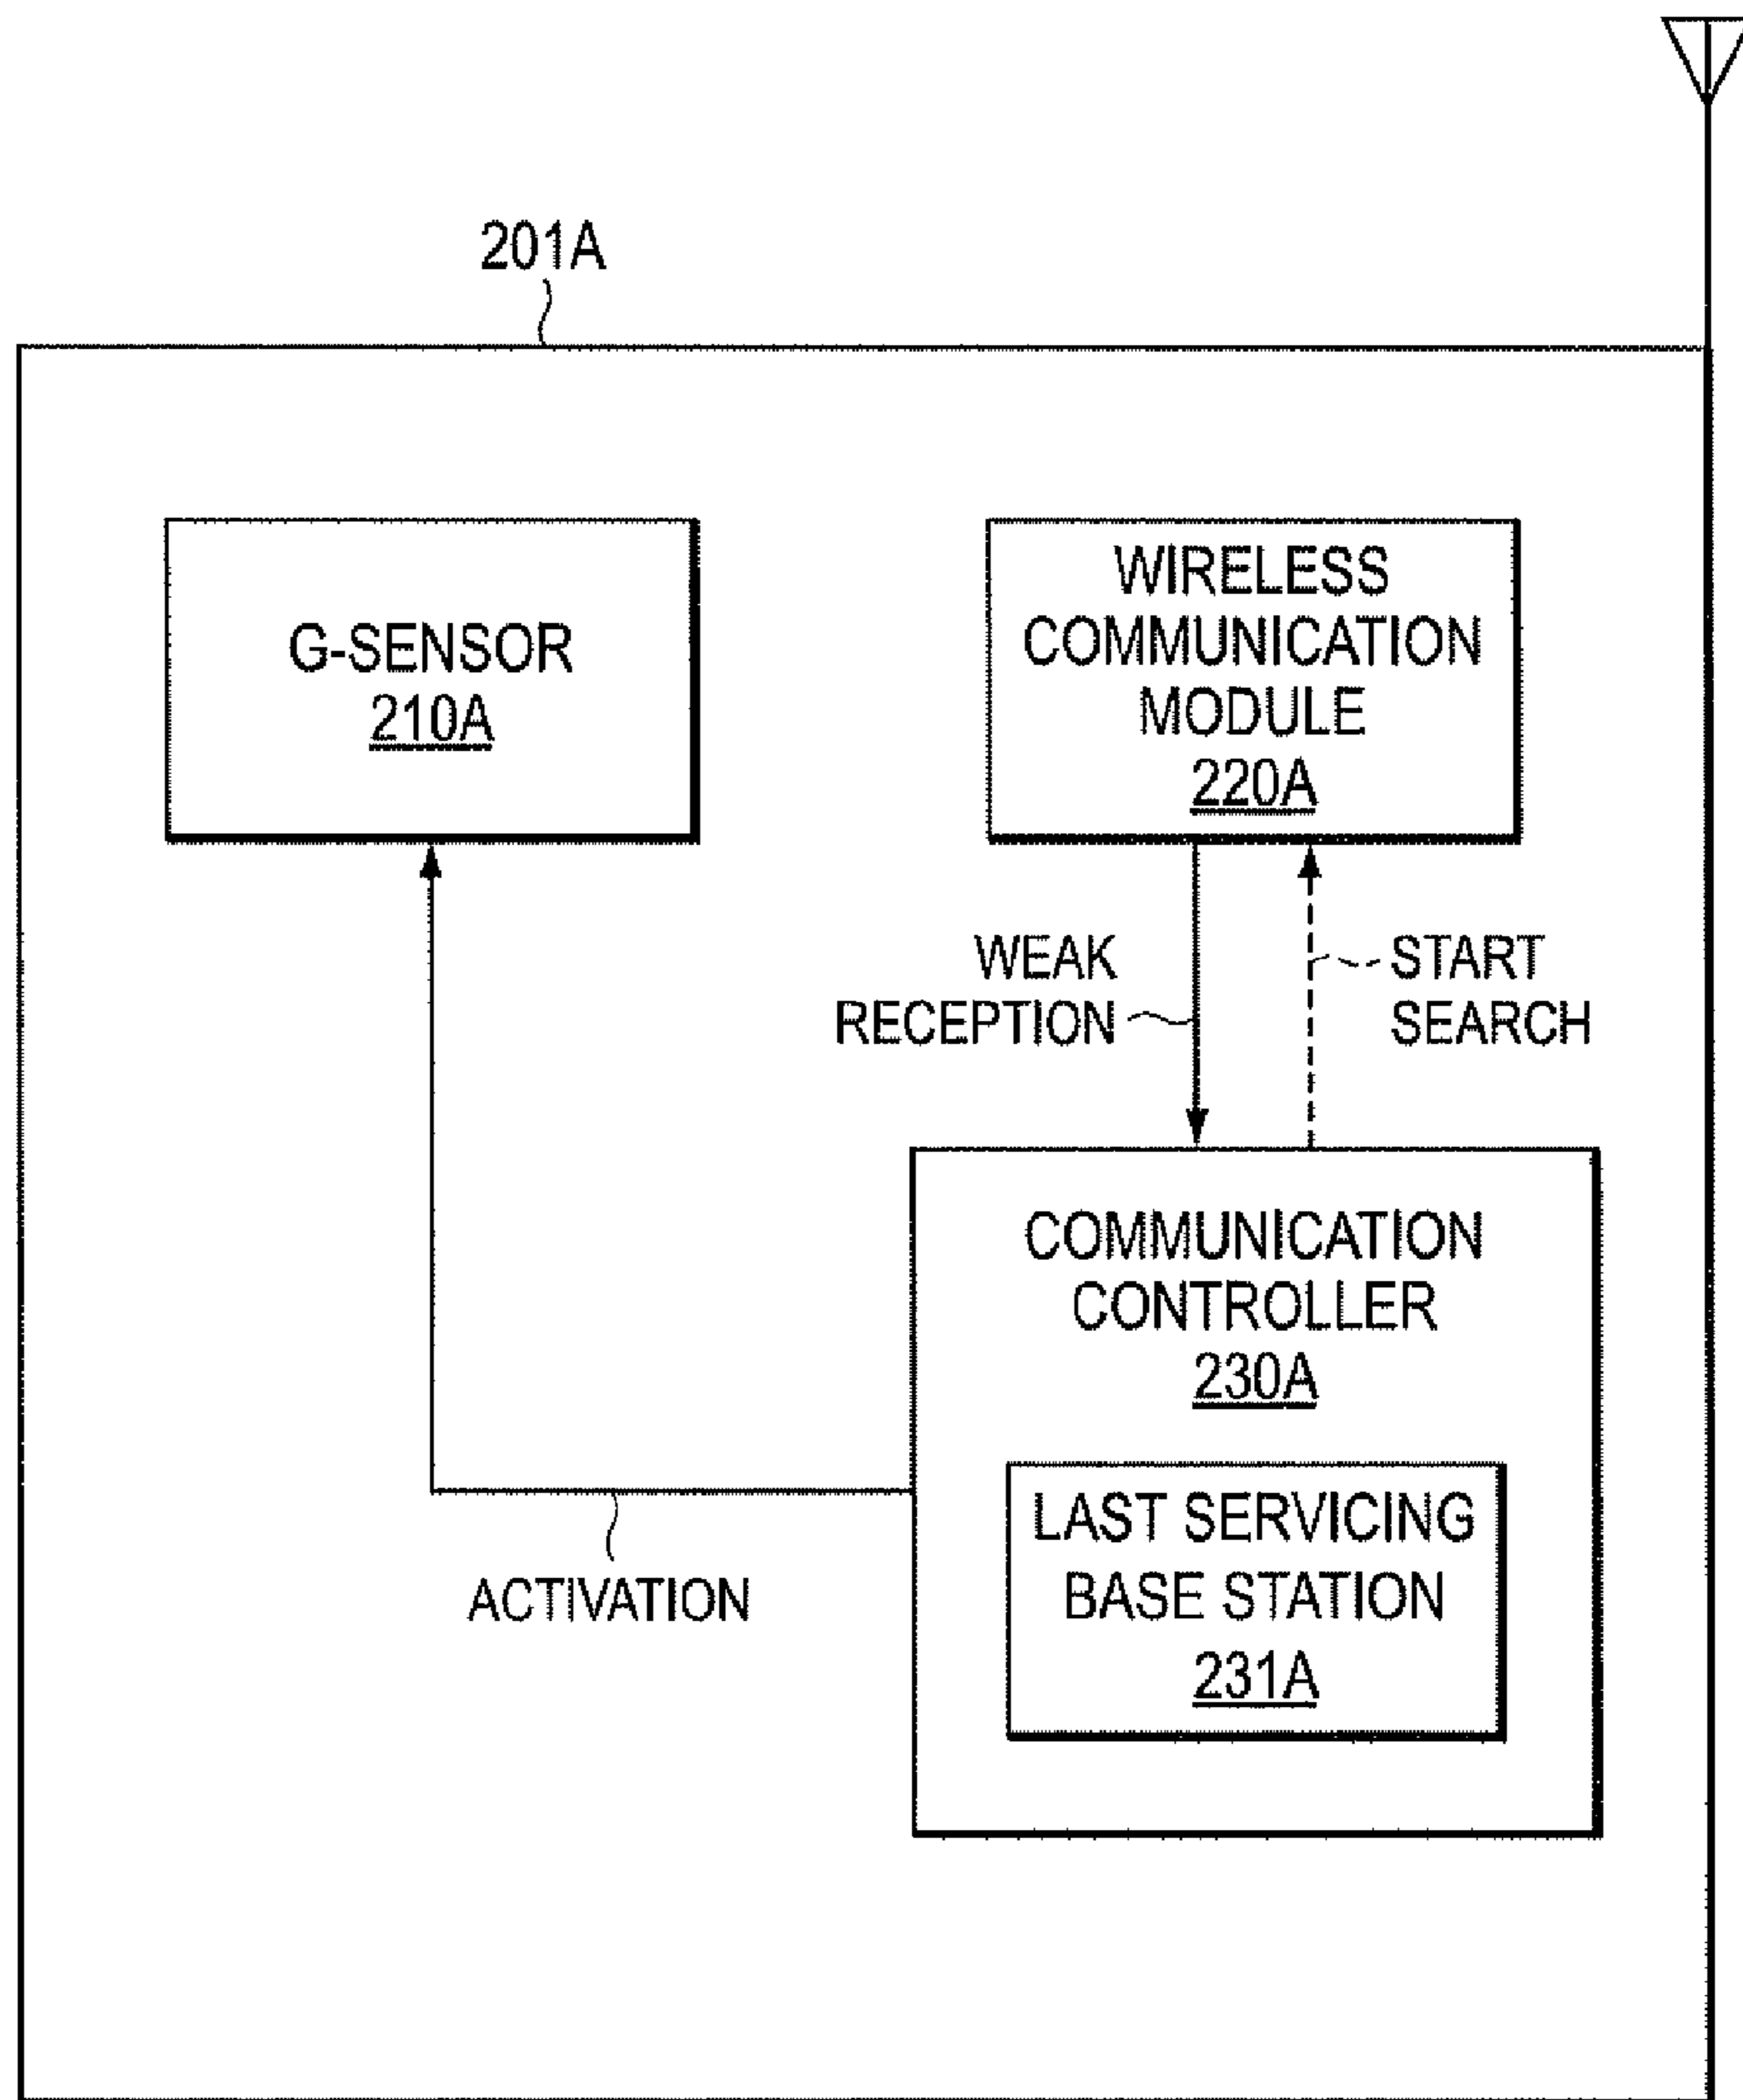 201A
G-SENSOR
210A
WIRELESS
COMMUNICATION
MODULE
220A
WEAK
RECEPTION
START
SEARCH
COMMUNICATION
CONTROLLER
230A
LAST SERVICING
BASE STATION
231A
ACTIVATION